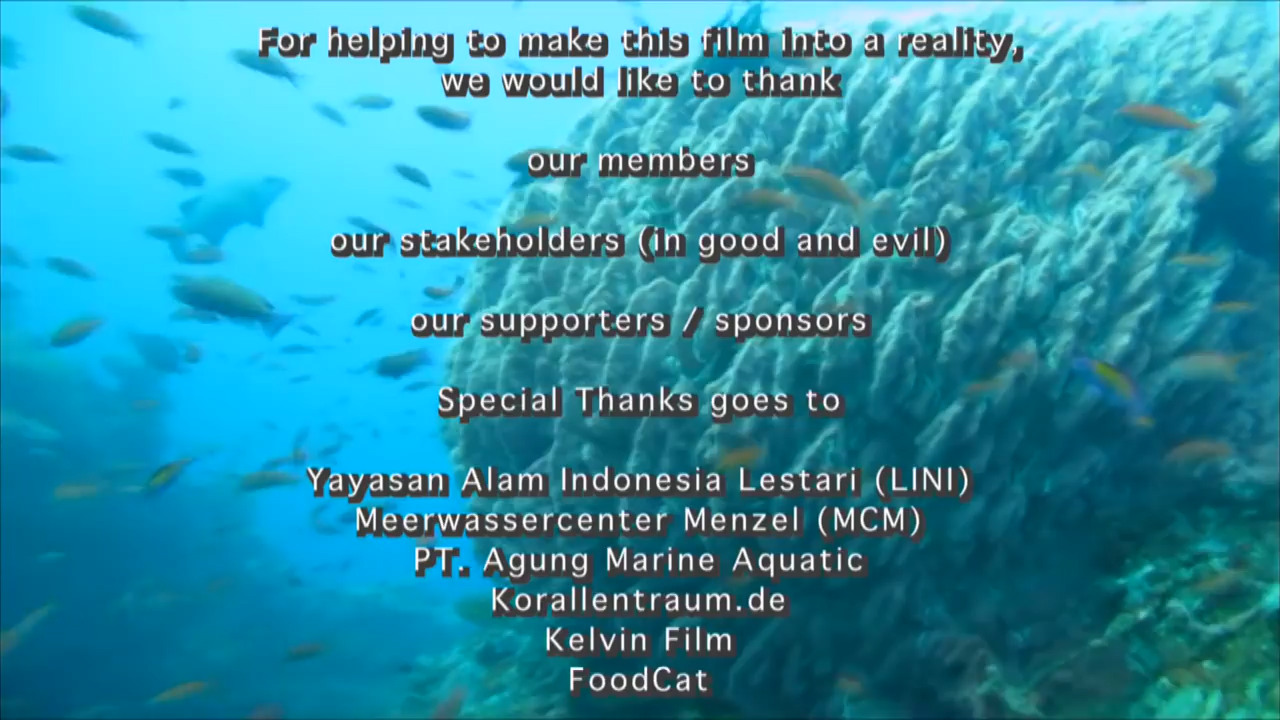 For helping to make this film into a reality,
we would like to thank
our members
our stakeholders (in good and evil)
our supporters / sponsors
Special Thanks goes to
Yayasan Alam Indonesia Lestari (LINI)
Meerwassercenter Menzel (MCM)
PT. Agung Marine Aquatic
Korallentraum.de
Kelvin Film
FoodCat